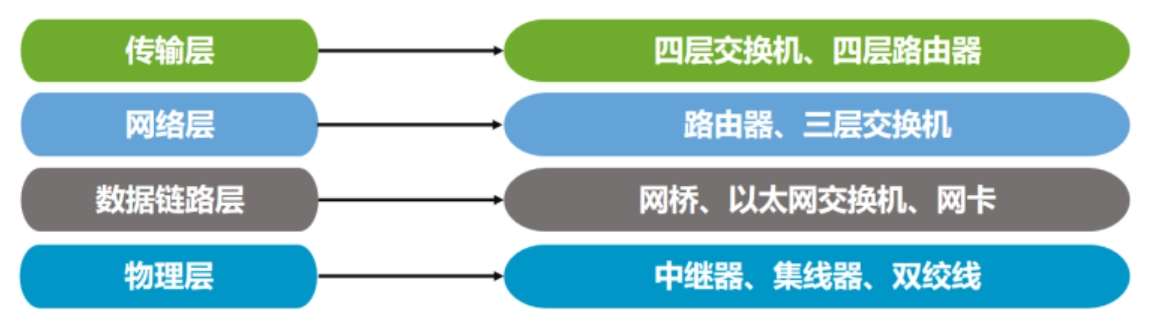 传输层 四层交换机、四层路由器
网络层 路由器、三层交换机
数据链路层 网桥、以太网交换机、网卡
物理层 中继器、集线器、双绞线